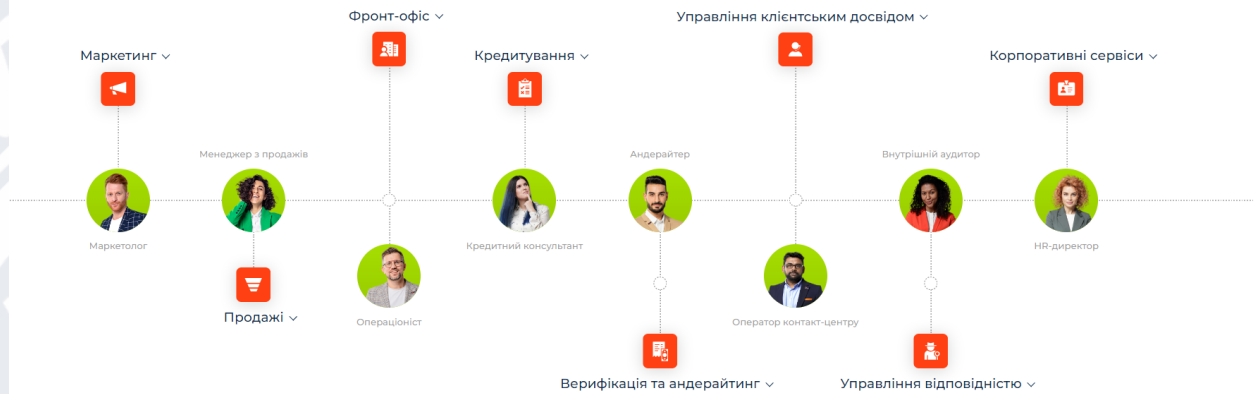 Фронт-офіс
Управління клієнтським досвідом
Маркетинг
Кредитування
Корпоративні сервіси
Менеджер з продажів
Андерайтер
Внутрішній аудитор
Маркетолог
Кредитний консультант
HR-директор
Продажі
Операціоніст
Оператор контакт-центру
Верифікація та андерайтинг
Управління відповідністю